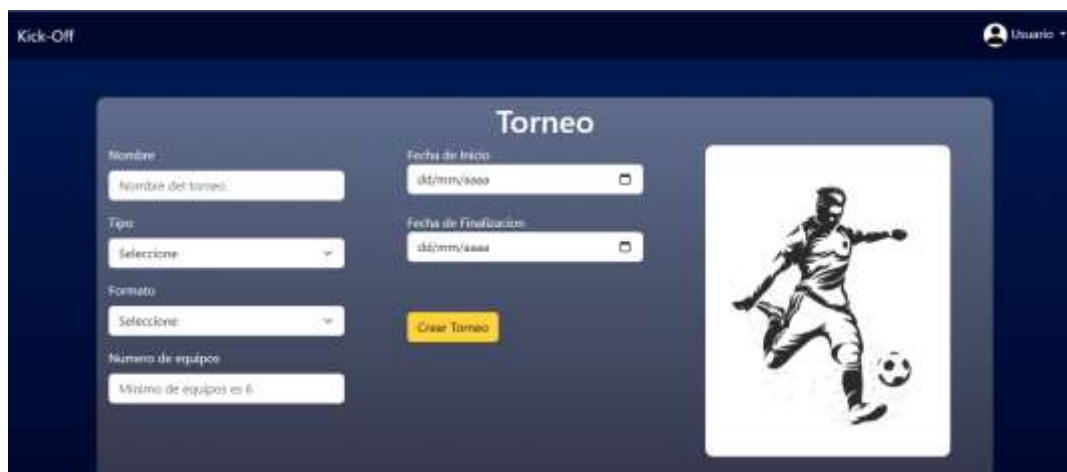 Kick-Off
Usuario
Torneo
Nombre
Nombre del torneo
Tipo
Seleccione
Formato
Seleccione
Numero de equipos
Minimo de equipos es 6
Fecha de Inicio
dd/mm/aaaa
Fecha de Finalizacion
dd/mm/aaaa
Crear Torneo